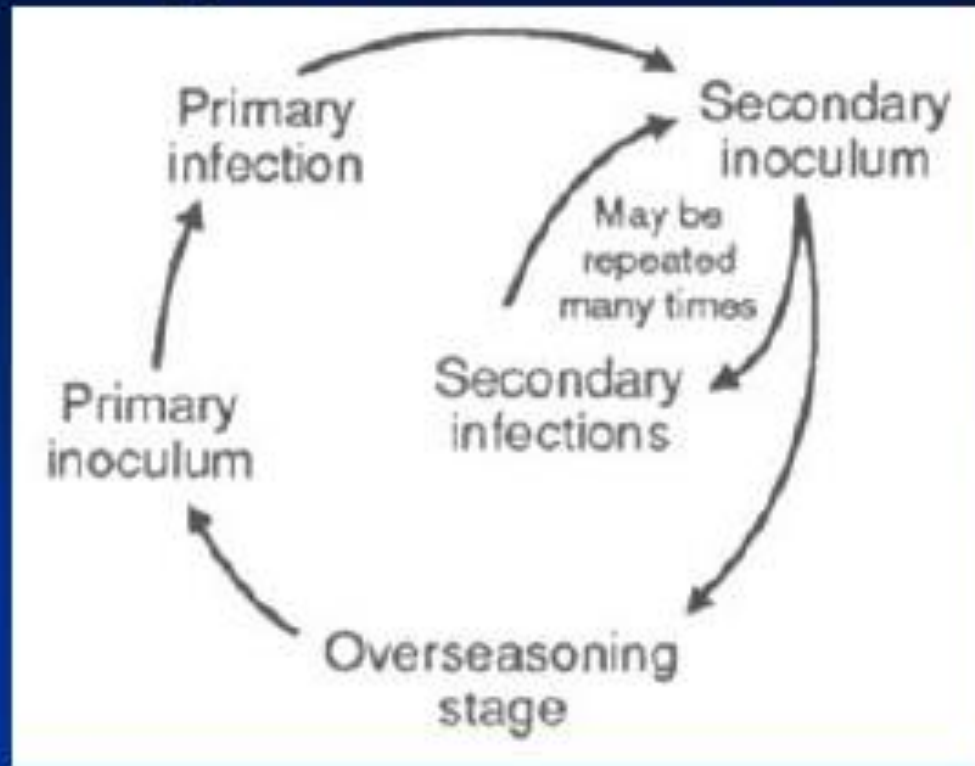 Primary
infection
Secondary
inoculum
May be
repeated
many times
Secondary
infections
Primary
inoculum
Overseasoning
stage